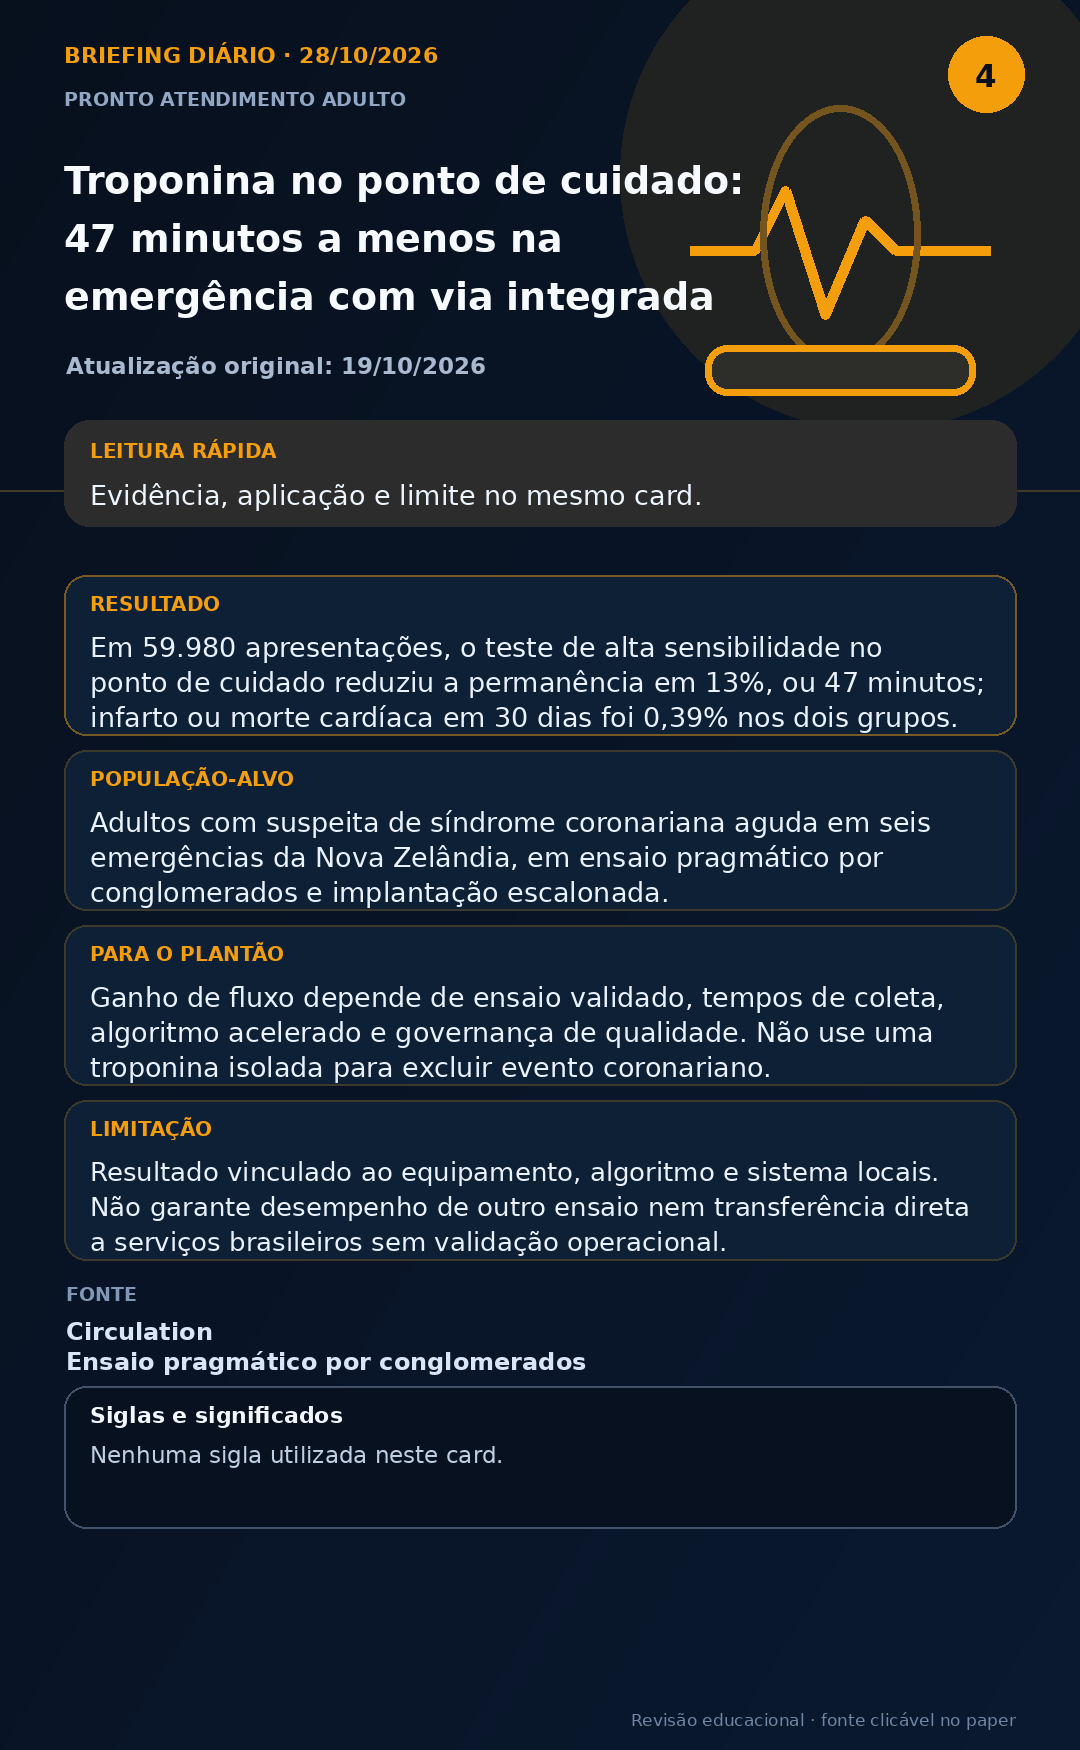 BRIEFING DIÁRIO · 28/10/2026
4
PRONTO ATENDIMENTO ADULTO
Troponina no ponto de cuidado:
47 minutos a menos na
emergência com via integrada
Atualização original: 19/10/2026
LEITURA RÁPIDA
Evidência, aplicação e limite no mesmo card.
RESULTADO
Em 59.980 apresentações, o teste de alta sensibilidade no
ponto de cuidado reduziu a permanência em 13%, ou 47 minutos;
infarto ou morte cardíaca em 30 dias foi 0,39% nos dois grupos.
POPULAÇÃO-ALVO
Adultos com suspeita de síndrome coronariana aguda em seis
emergências da Nova Zelândia, em ensaio pragmático por
conglomerados e implantação escalonada.
PARA O PLANTÃO
Ganho de fluxo depende de ensaio validado, tempos de coleta,
algoritmo acelerado e governança de qualidade. Não use uma
troponina isolada para excluir evento coronariano.
LIMITAÇÃO
Resultado vinculado ao equipamento, algoritmo e sistema locais.
Não garante desempenho de outro ensaio nem transferência direta
a serviços brasileiros sem validação operacional.
FONTE
Circulation
Ensaio pragmático por conglomerados
Siglas e significados
Nenhuma sigla utilizada neste card.
Revisão educacional · fonte clicável no paper